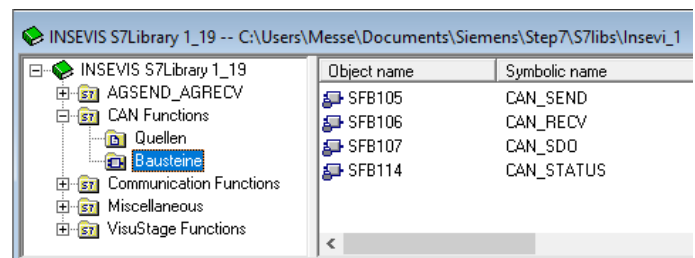 INSEVIS S7Library 1_19 -- C:\Users\Messe\Documents\Siemens\Step7\S7libs\Insevi_1
INSEVIS S7Library 1_19
AGSEND_AGRECV
CAN Functions
Quellen
Bausteine
Communication Functions
Miscellaneous
VisuStage Functions
Object name Symbolic name
SFB105 CAN_SEND
SFB106 CAN_RECV
SFB107 CAN_SDO
SFB114 CAN_STATUS